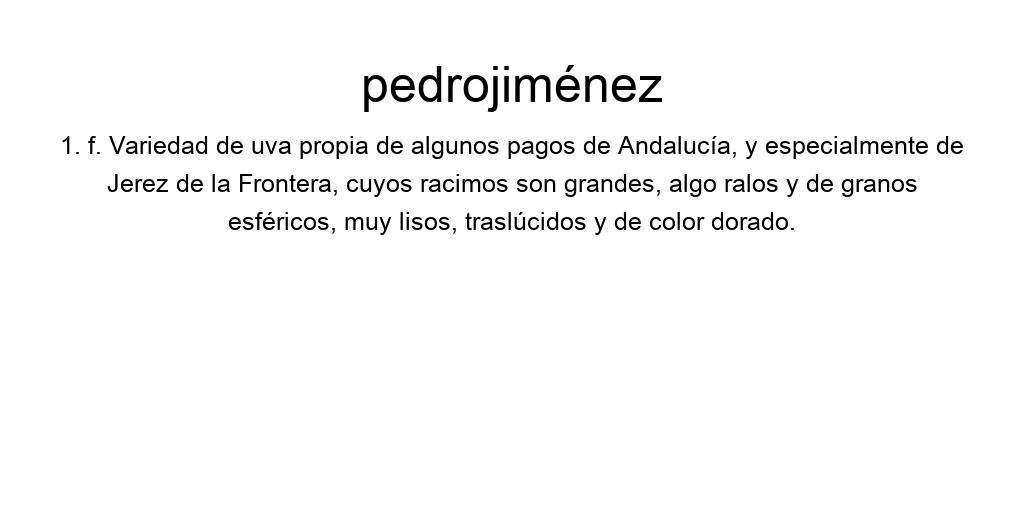 pedrojiménez
1. f. Variedad de uva propia de algunos pagos de Andalucía, y especialmente de
Jerez de la Frontera, cuyos racimos son grandes, algo ralos y de granos
esféricos, muy lisos, traslúcidos y de color dorado.